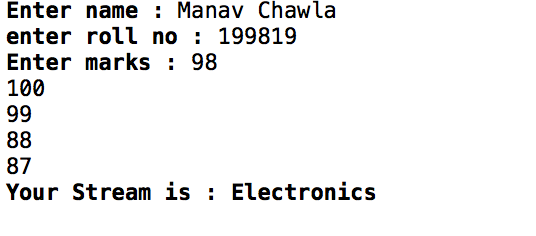 Enter name : Manav Chawla
enter roll no : 199819
Enter marks : 98
100
99
88
87
Your Stream is : Electronics